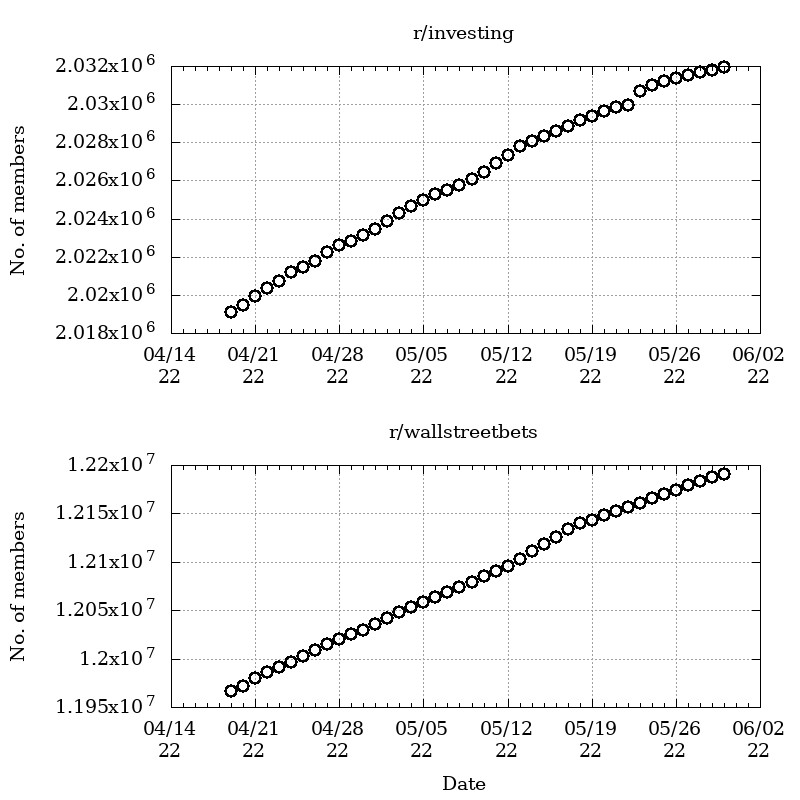 r/investing
2.032x10^6
2.03x10^6
2.028x10^6
2.026x10^6
2.024x10^6
2.022x10^6
2.02x10^6
2.018x10^6
No. of members
04/14 04/21 04/28 05/05 05/12 05/19 05/26 06/02
22 22 22 22 22 22 22 22
r/wallstreetbets
1.22x10^7
1.215x10^7
1.21x10^7
1.205x10^7
1.2x10^7
1.195x10^7
No. of members
04/14 04/21 04/28 05/05 05/12 05/19 05/26 06/02
22 22 22 22 22 22 22 22
Date